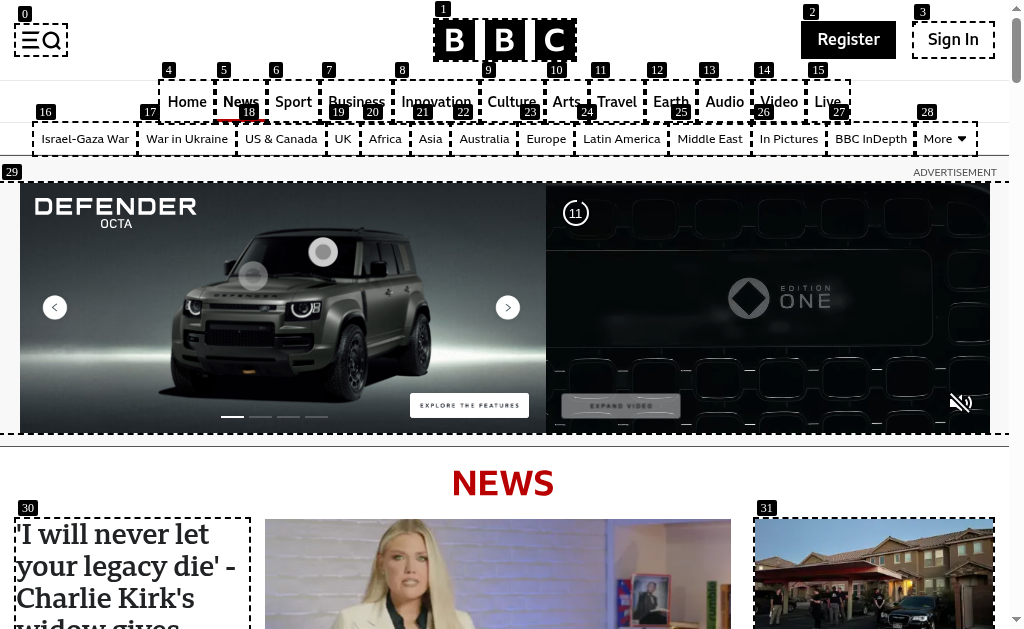 0
1
2
3
BBC
Register
Sign In
4
5
6
7
8
9
10
11
12
13
14
15
Home
News
Sport
Business
Innovation
Culture
Arts
Travel
Earth
Audio
Video
Live
16
17
18
19
20
21
22
23
24
25
26
27
28
Israel-Gaza War
War in Ukraine
US & Canada
UK
Africa
Asia
Australia
Europe
Latin America
Middle East
In Pictures
BBC InDepth
More
29
ADVERTISEMENT
DEFENDER
OCTA
11
EDITION
ONE
DEFENDER
EXPLORE THE FEATURES
EXPAND VIDEO
NEWS
30
31
'I will never let
your legacy die' -
Charlie Kirk's
widow gives